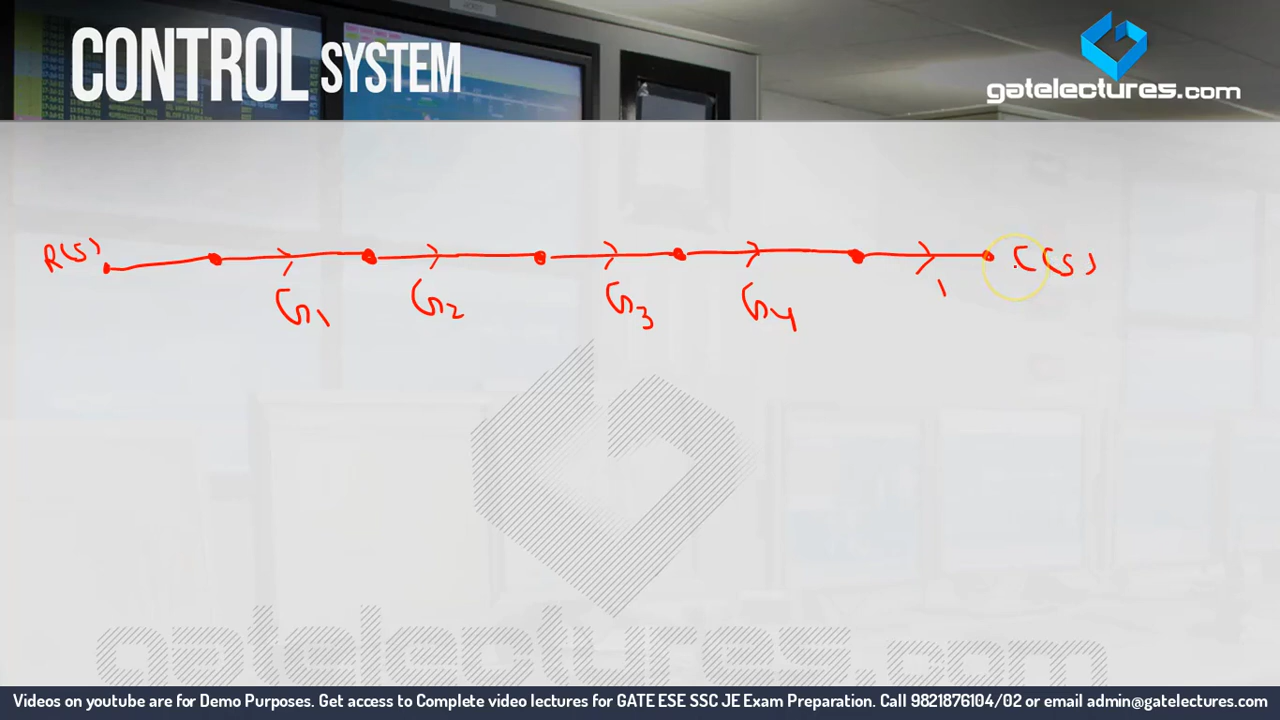 CONTROL SYSTEM
gatelectures.com
R(S)
C(S)
G1
G2
G3
G4
1
gatelectures.com
Videos on youtube are for Demo Purposes. Get access to Complete video lectures for GATE ESE SSC JE Exam Preparation. Call 9821876104/02 or email admin@gatelectures.com